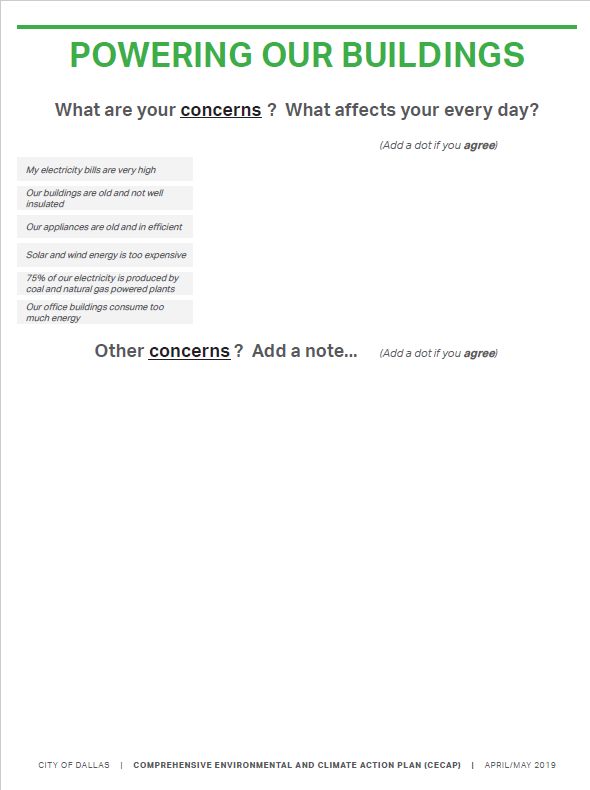 POWERING OUR BUILDINGS
What are your concerns ? What affects your every day?
(Add a dot if you agree)
My electricity bills are very high
Our buildings are old and not well
insulated
Our appliances are old and in efficient
Solar and wind energy is too expensive
75% of our electricity is produced by
coal and natural gas powered plants
Our office buildings consume too
much energy
Other concerns ? Add a note... (Add a dot if you agree)
CITY OF DALLAS | COMPREHENSIVE ENVIRONMENTAL AND CLIMATE ACTION PLAN (CECAP) | APRIL/MAY 2019